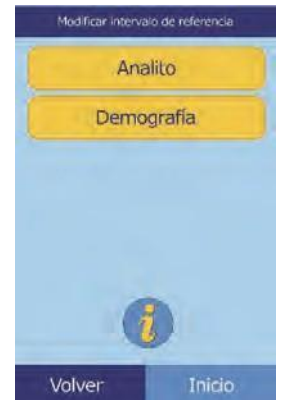 Modificar intervalo de referencia
Analito
Demografía
i
Volver Inicio